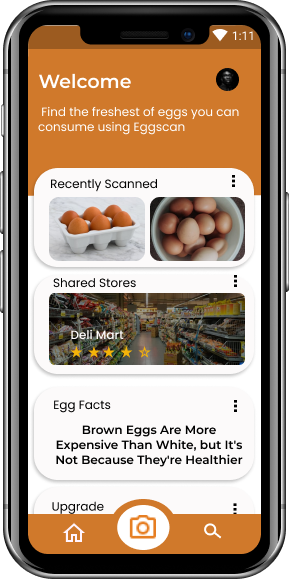 1:11
Welcome
Find the freshest of eggs you can
consume using Eggscan
Recently Scanned
Shared Stores
Deli Mart
Egg Facts
Brown Eggs Are More
Expensive Than White, but It's
Not Because They're Healthier
Upgrade